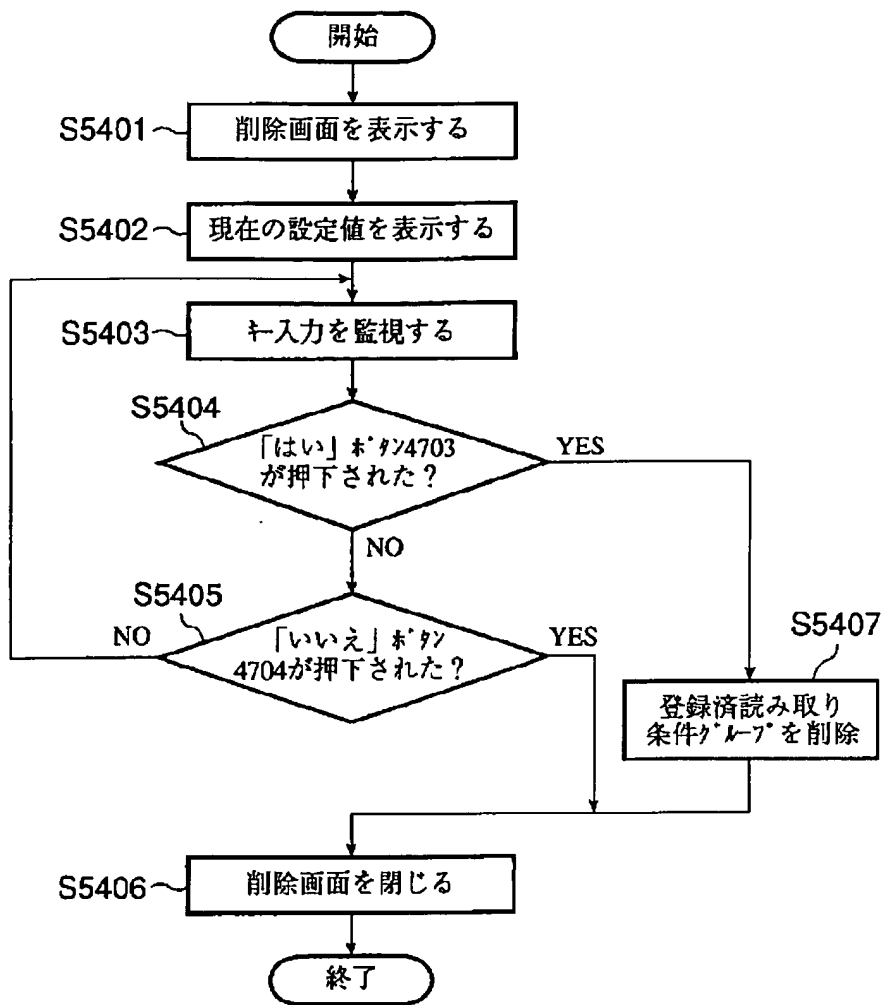 開始
S5401
削除画面を表示する
S5402
現在の設定値を表示する
S5403
キー入力を監視する
S5404
「はい」ﾎﾞﾀﾝ4703
が押下された？
YES
NO
S5405
「いいえ」ﾎﾞﾀﾝ
4704が押下された？
NO
YES
S5407
登録済読み取り
条件ｸﾞﾙｰﾌﾟを削除
S5406
削除画面を閉じる
終了